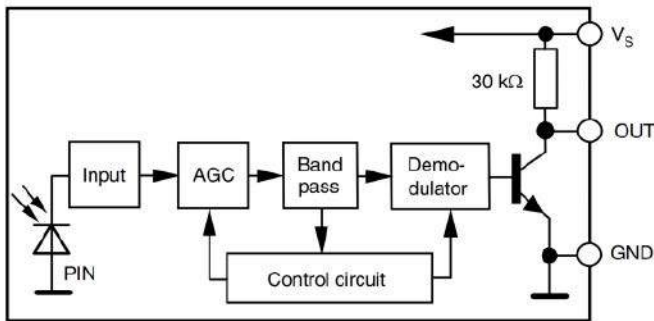 V_S
30 kΩ
OUT
Input
AGC
Band
pass
Demo-
dulator
GND
PIN
Control circuit